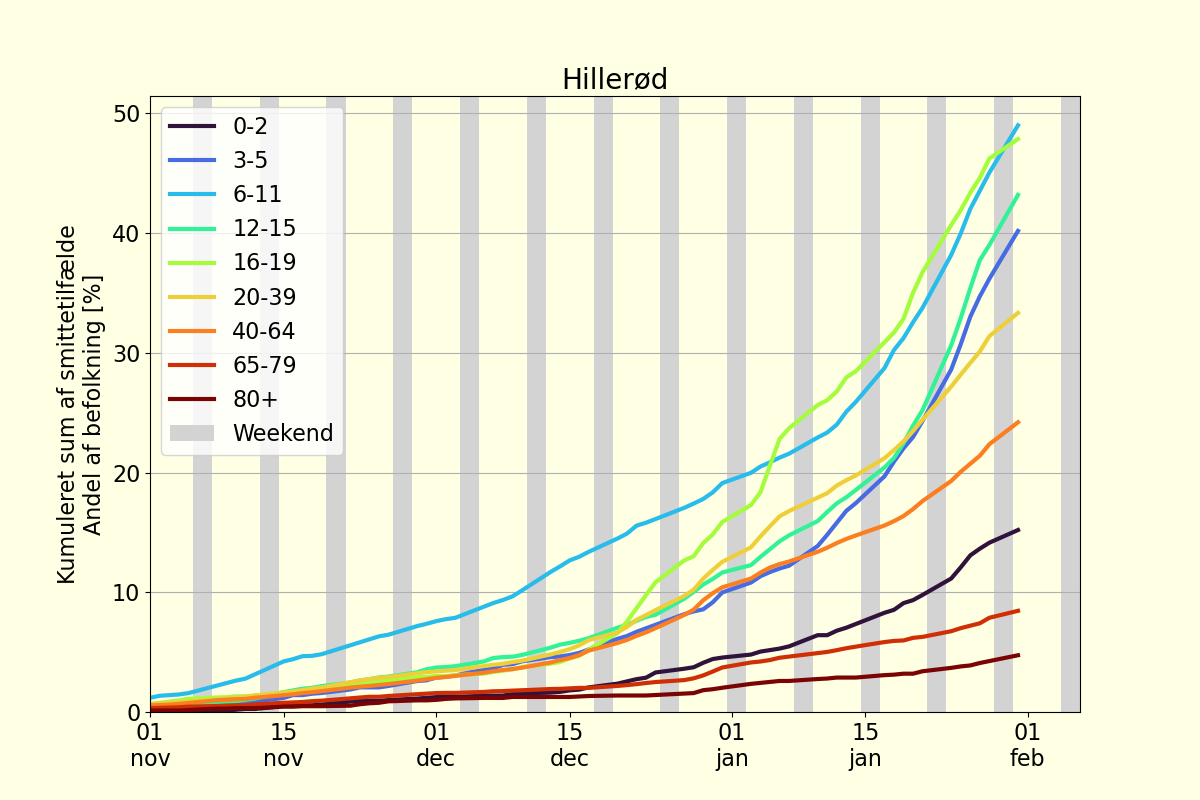 Hillerød
Kumuleret sum af smittetilfælde
Andel af befolkning [%]
50
40
30
20
10
0
0-2
3-5
6-11
12-15
16-19
20-39
40-64
65-79
80+
Weekend
01 15 01 15 01 15 01
nov nov dec dec jan jan feb